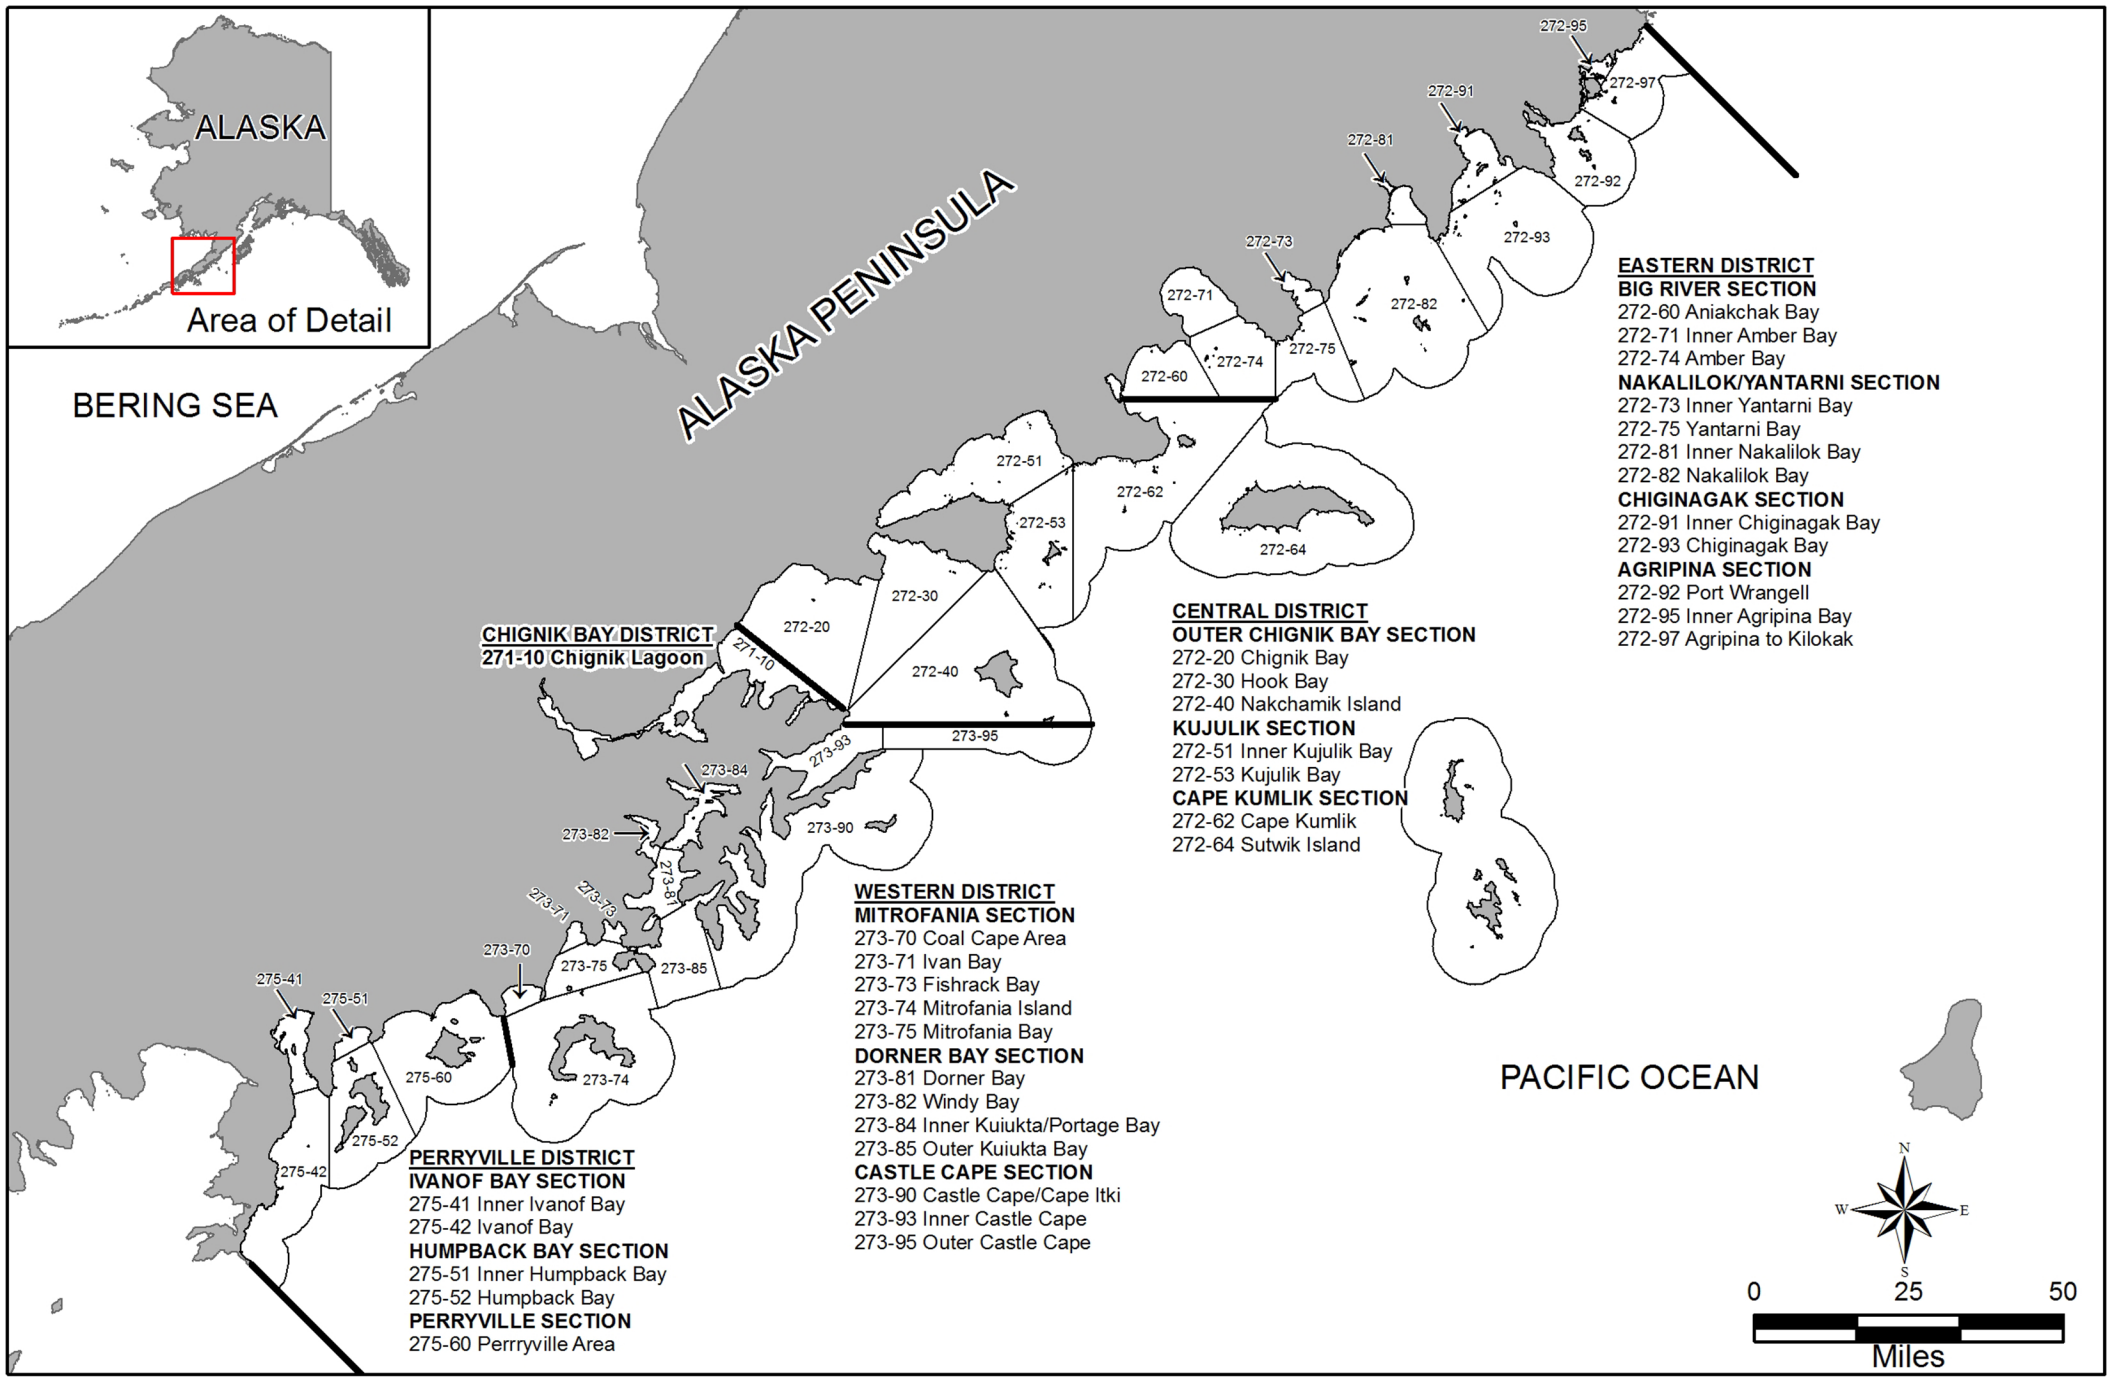 ALASKA
Area of Detail
BERING SEA
ALASKA PENINSULA
272-95
272-97
272-91
272-81
272-92
272-73
272-93
272-71
272-82
272-75
272-74
272-60
272-51
272-62
272-53
272-64
272-30
272-20
271-10
272-40
273-95
273-93
273-84
273-82
273-90
273-81
273-71
273-73
273-70
273-75
273-85
275-41
275-51
275-60
273-74
275-52
275-42
EASTERN DISTRICT
BIG RIVER SECTION
272-60 Aniakchak Bay
272-71 Inner Amber Bay
272-74 Amber Bay
NAKALILOK/YANTARNI SECTION
272-73 Inner Yantarni Bay
272-75 Yantarni Bay
272-81 Inner Nakalilok Bay
272-82 Nakalilok Bay
CHIGINAGAK SECTION
272-91 Inner Chiginagak Bay
272-93 Chiginagak Bay
AGRIPINA SECTION
272-92 Port Wrangell
272-95 Inner Agripina Bay
272-97 Agripina to Kilokak
CHIGNIK BAY DISTRICT
271-10 Chignik Lagoon
CENTRAL DISTRICT
OUTER CHIGNIK BAY SECTION
272-20 Chignik Bay
272-30 Hook Bay
272-40 Nakchamik Island
KUJULIK SECTION
272-51 Inner Kujulik Bay
272-53 Kujulik Bay
CAPE KUMLIK SECTION
272-62 Cape Kumlik
272-64 Sutwik Island
WESTERN DISTRICT
MITROFANIA SECTION
273-70 Coal Cape Area
273-71 Ivan Bay
273-73 Fishrack Bay
273-74 Mitrofania Island
273-75 Mitrofania Bay
DORNER BAY SECTION
273-81 Dorner Bay
273-82 Windy Bay
273-84 Inner Kuiukta/Portage Bay
273-85 Outer Kuiukta Bay
CASTLE CAPE SECTION
273-90 Castle Cape/Cape Itki
273-93 Inner Castle Cape
273-95 Outer Castle Cape
PERRYVILLE DISTRICT
IVANOF BAY SECTION
275-41 Inner Ivanof Bay
275-42 Ivanof Bay
HUMPBACK BAY SECTION
275-51 Inner Humpback Bay
275-52 Humpback Bay
PERRYVILLE SECTION
275-60 Perrryville Area
PACIFIC OCEAN
N
W
E
S
0 25 50
Miles